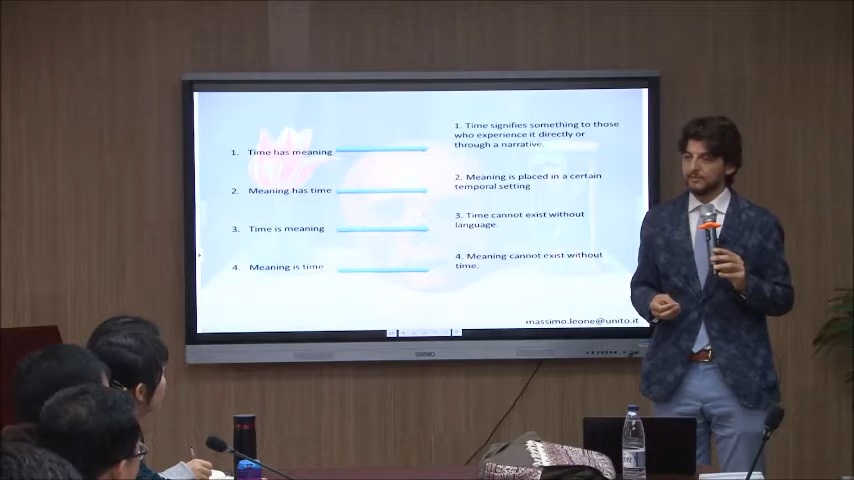 1. Time has meaning
2. Meaning has time
3. Time is meaning
4. Meaning is time
1. Time signifies something to those
who experience it directly or
through a narrative.
2. Meaning is placed in a certain
temporal setting
3. Time cannot exist without
language.
4. Meaning cannot exist without
time.
massimo.leone@unito.it